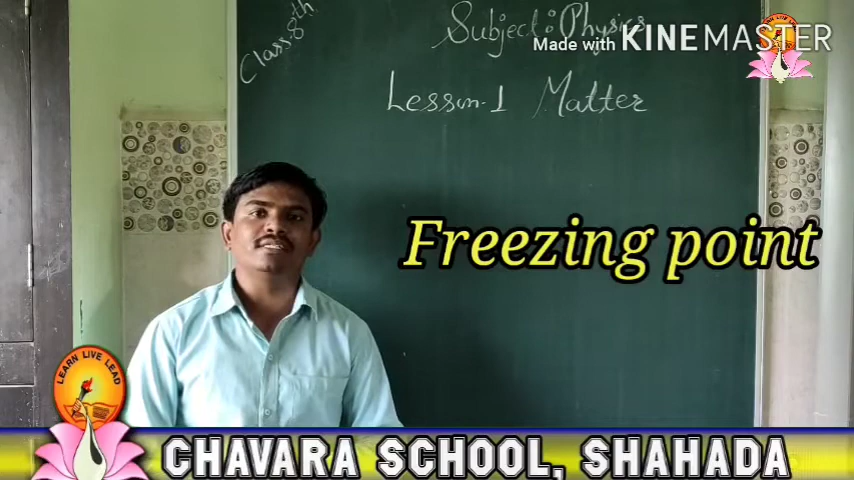 Class:8th
Subject: Physics
Made with KINEMASTER
Lesson-1 Matter
Freezing point
LEARN LIVE LEAD
CHAVARA SCHOOL, SHAHADA